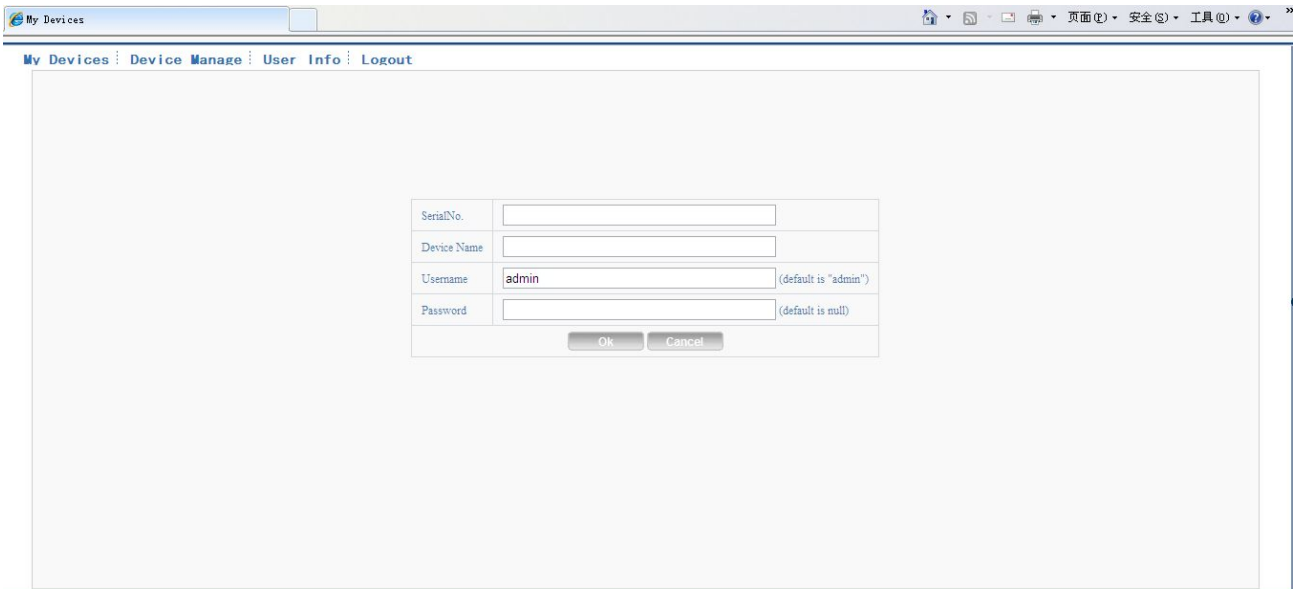 My Devices
页面(P) 安全(S) 工具(O) »
My Devices Device Manage User Info Logout
SerialNo.
Device Name
Username admin (default is "admin")
Password (default is null)
Ok Cancel